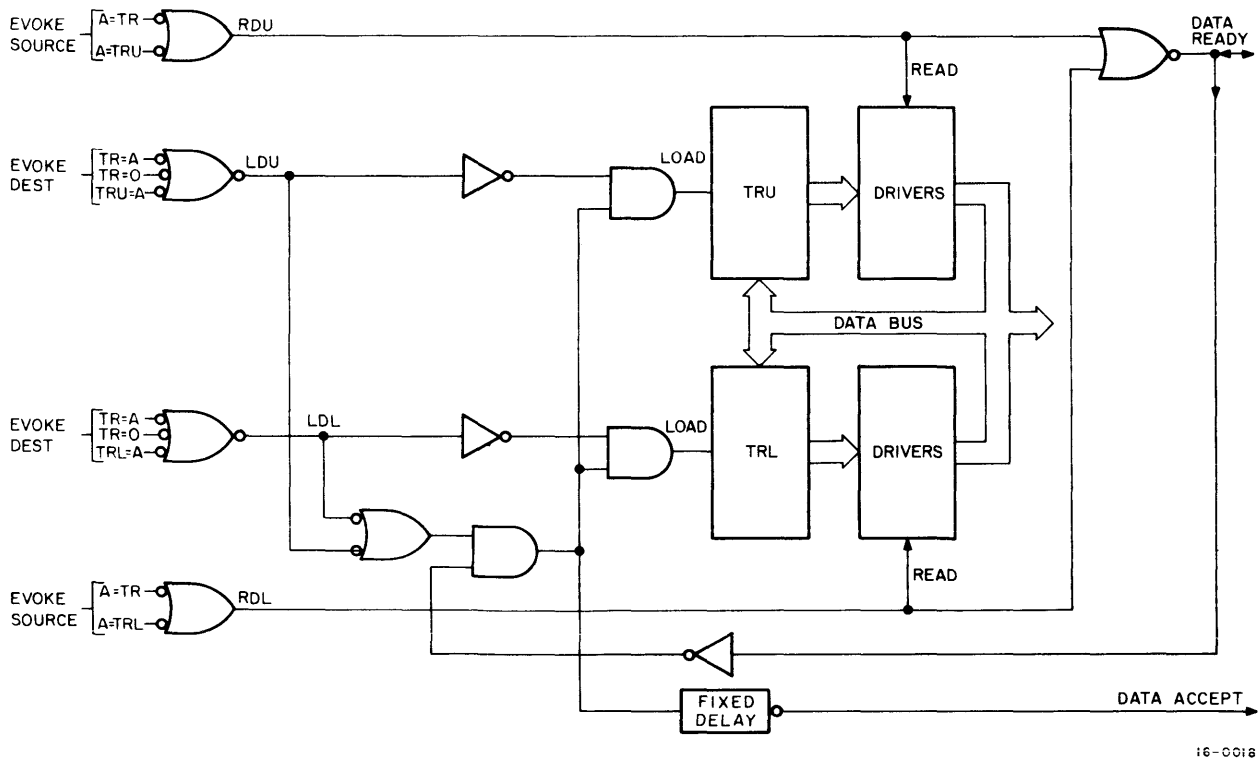 EVOKE
SOURCE
A=TR
A=TRU
RDU
DATA
READY
READ
EVOKE
DEST
TR=A
TR=0
TRU=A
LDU
LOAD
TRU
DRIVERS
DATA BUS
EVOKE
DEST
TR=A
TR=0
TRL=A
LDL
LOAD
TRL
DRIVERS
EVOKE
SOURCE
A=TR
A=TRL
RDL
READ
FIXED
DELAY
DATA ACCEPT
16-0018